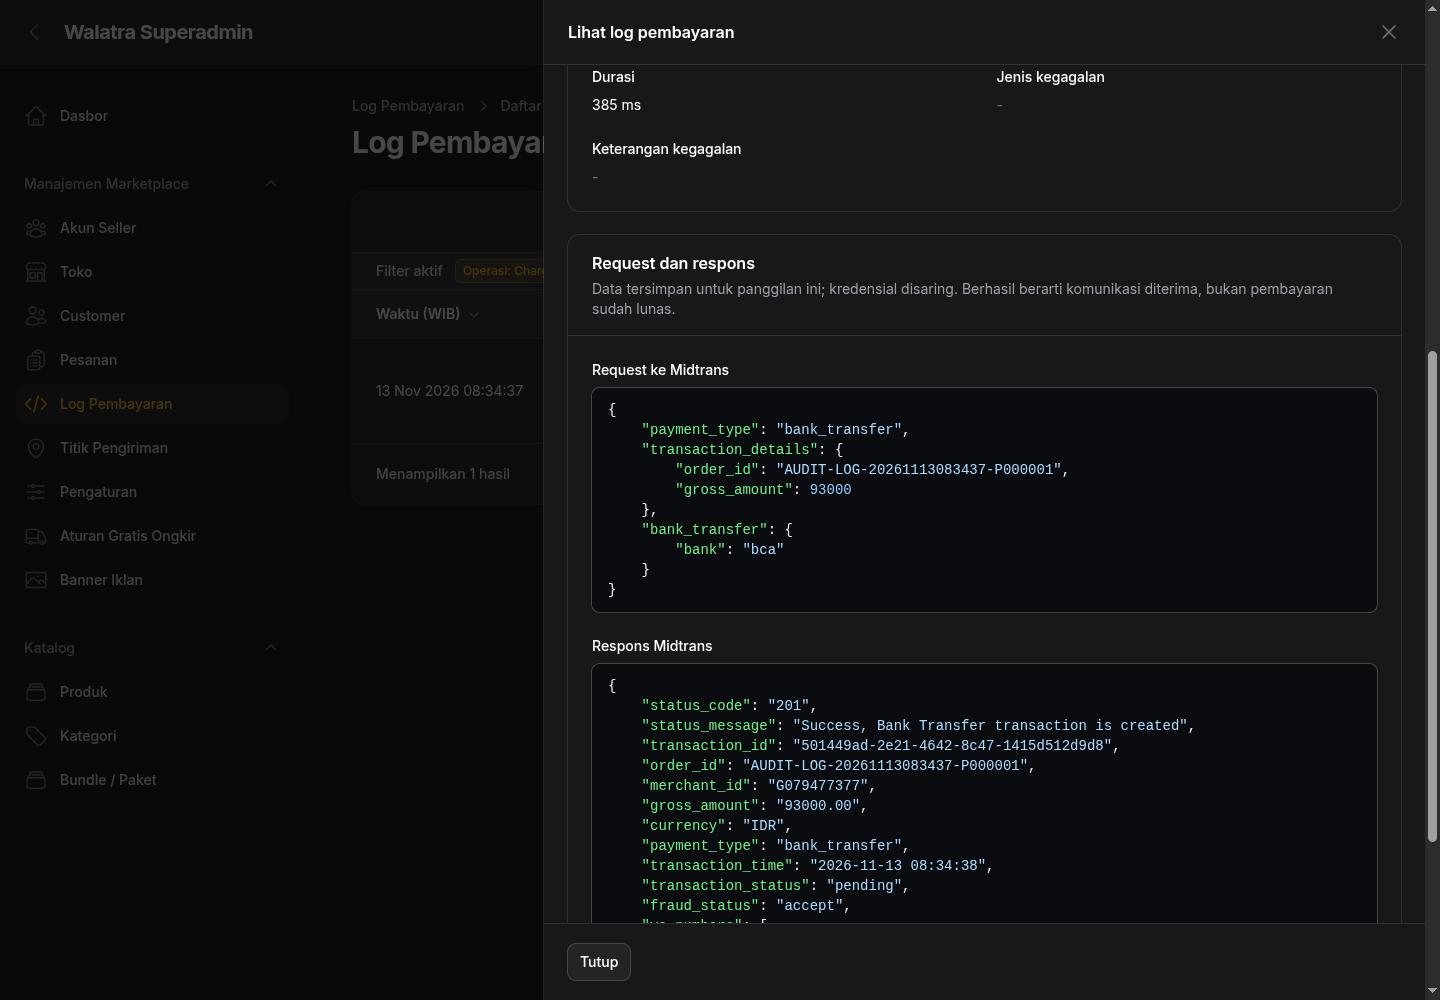 Walatra Superadmin
Dasbor
Manajemen Marketplace
Akun Seller
Toko
Customer
Pesanan
Log Pembayaran
Titik Pengiriman
Pengaturan
Aturan Gratis Ongkir
Banner Iklan
Katalog
Produk
Kategori
Bundle / Paket
Log Pembayaran > Daftar
Log Pembayar
Filter aktif Operasi: Char
Waktu (WIB)
13 Nov 2026 08:34:37
Menampilkan 1 hasil
Lihat log pembayaran
Durasi
385 ms
Jenis kegagalan
-
Keterangan kegagalan
-
Request dan respons
Data tersimpan untuk panggilan ini; kredensial disaring. Berhasil berarti komunikasi diterima, bukan pembayaran
sudah lunas.
Request ke Midtrans
{
    "payment_type": "bank_transfer",
    "transaction_details": {
        "order_id": "AUDIT-LOG-20261113083437-P000001",
        "gross_amount": 93000
    },
    "bank_transfer": {
        "bank": "bca"
    }
}
Respons Midtrans
{
    "status_code": "201",
    "status_message": "Success, Bank Transfer transaction is created",
    "transaction_id": "501449ad-2e21-4642-8c47-1415d512d9d8",
    "order_id": "AUDIT-LOG-20261113083437-P000001",
    "merchant_id": "G079477377",
    "gross_amount": "93000.00",
    "currency": "IDR",
    "payment_type": "bank_transfer",
    "transaction_time": "2026-11-13 08:34:38",
    "transaction_status": "pending",
    "fraud_status": "accept",
Tutup